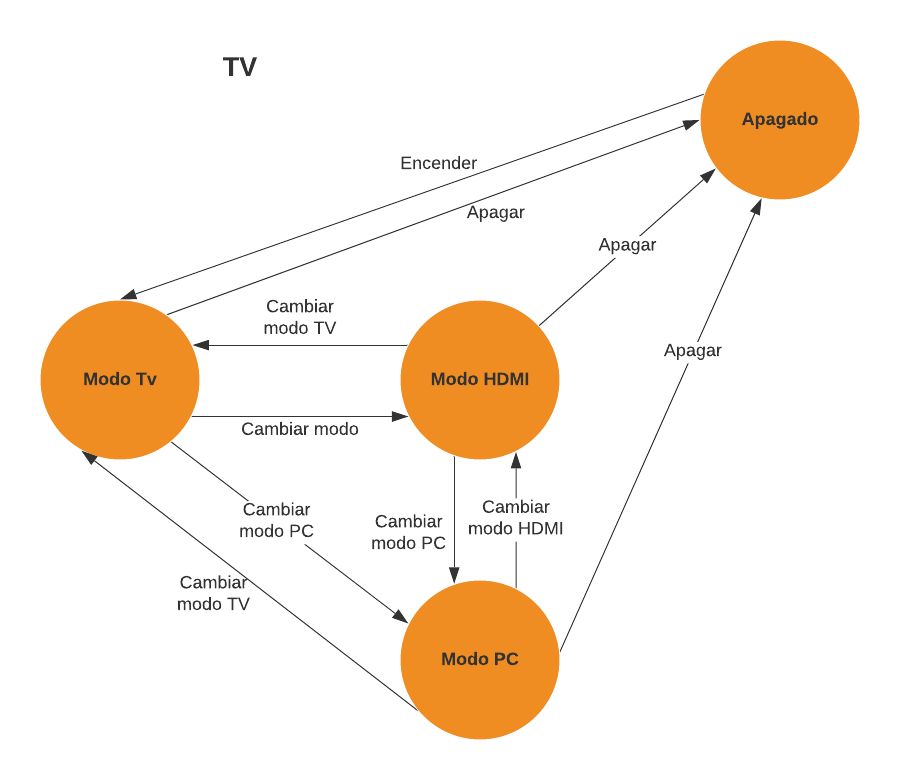 TV
Apagado
Encender
Apagar
Apagar
Cambiar
modo TV
Apagar
Modo Tv
Modo HDMI
Cambiar modo
Cambiar
modo PC
Cambiar
modo PC
Cambiar
modo HDMI
Cambiar
modo TV
Modo PC